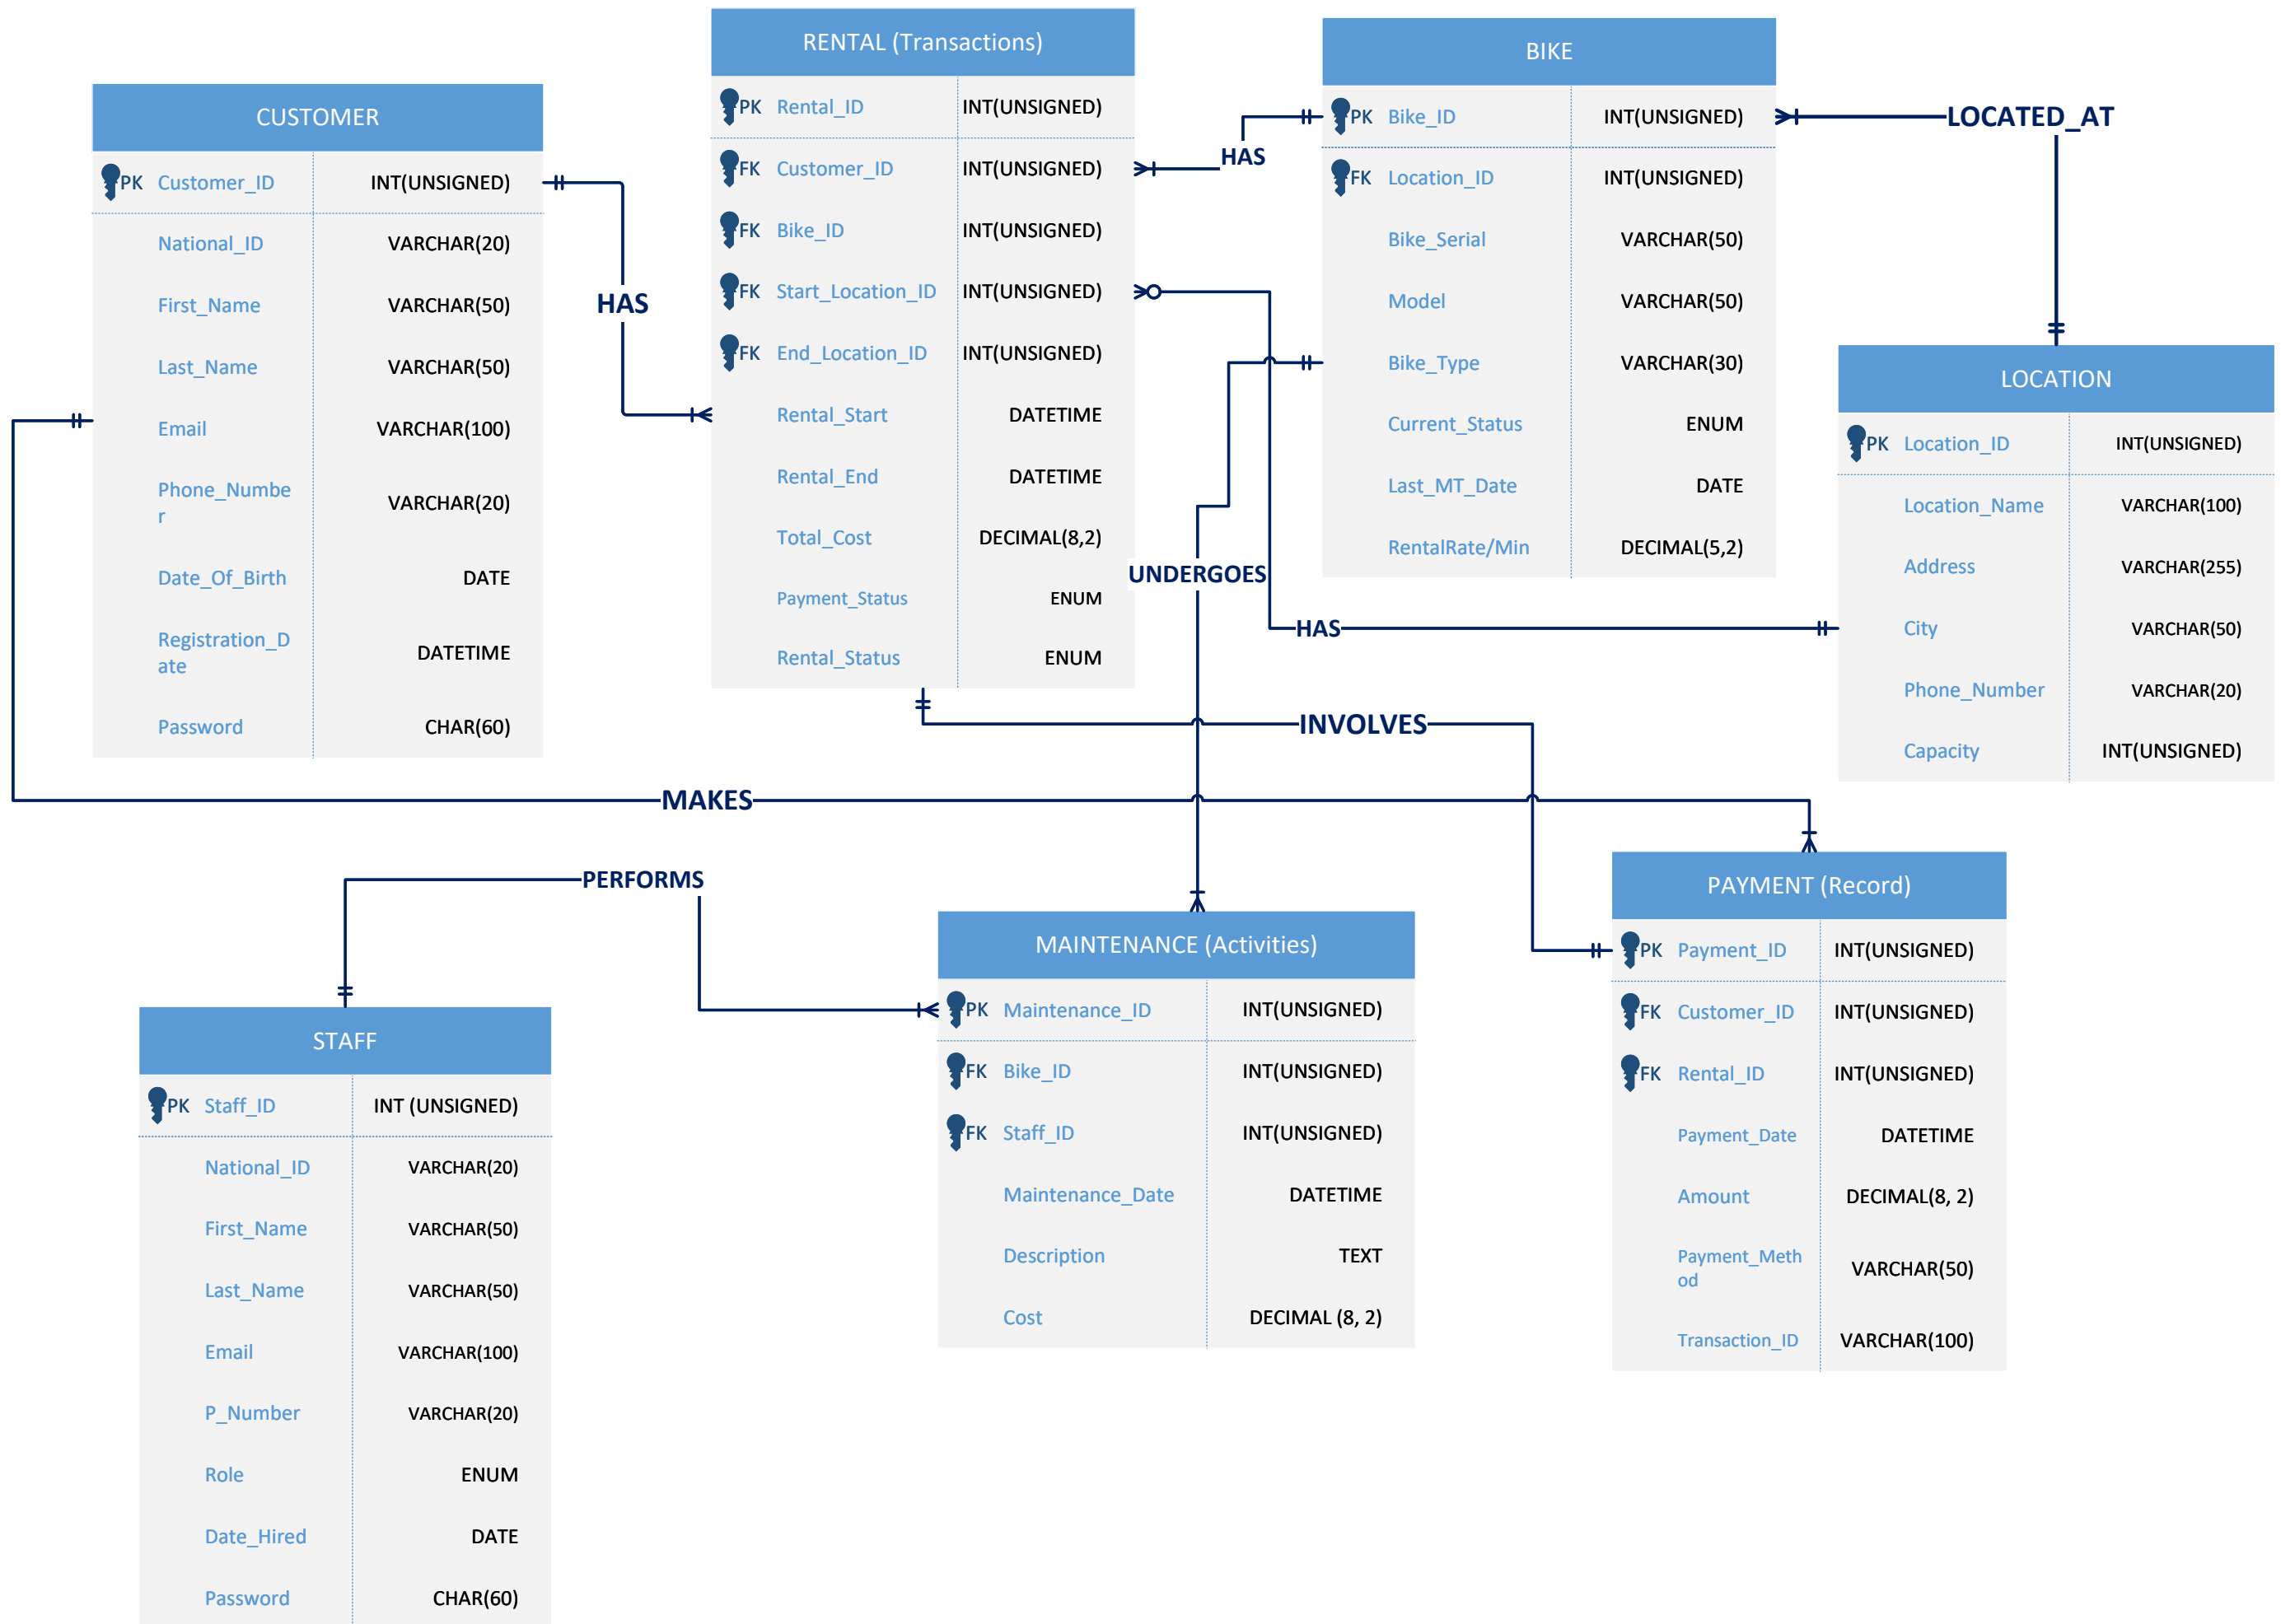 RENTAL (Transactions)
PK Rental_ID INT(UNSIGNED)
FK Customer_ID INT(UNSIGNED)
FK Bike_ID INT(UNSIGNED)
FK Start_Location_ID INT(UNSIGNED)
FK End_Location_ID INT(UNSIGNED)
Rental_Start DATETIME
Rental_End DATETIME
Total_Cost DECIMAL(8,2)
Payment_Status ENUM
Rental_Status ENUM
BIKE
PK Bike_ID INT(UNSIGNED)
FK Location_ID INT(UNSIGNED)
Bike_Serial VARCHAR(50)
Model VARCHAR(50)
Bike_Type VARCHAR(30)
Current_Status ENUM
Last_MT_Date DATE
RentalRate/Min DECIMAL(5,2)
CUSTOMER
PK Customer_ID INT(UNSIGNED)
National_ID VARCHAR(20)
First_Name VARCHAR(50)
Last_Name VARCHAR(50)
Email VARCHAR(100)
Phone_Numbe
r VARCHAR(20)
Date_Of_Birth DATE
Registration_D
ate DATETIME
Password CHAR(60)
HAS
HAS
LOCATED_AT
UNDERGOES
HAS
LOCATION
PK Location_ID INT(UNSIGNED)
Location_Name VARCHAR(100)
Address VARCHAR(255)
City VARCHAR(50)
Phone_Number VARCHAR(20)
Capacity INT(UNSIGNED)
INVOLVES
MAKES
PERFORMS
PAYMENT (Record)
PK Payment_ID INT(UNSIGNED)
FK Customer_ID INT(UNSIGNED)
FK Rental_ID INT(UNSIGNED)
Payment_Date DATETIME
Amount DECIMAL(8, 2)
Payment_Meth
od VARCHAR(50)
Transaction_ID VARCHAR(100)
MAINTENANCE (Activities)
PK Maintenance_ID INT(UNSIGNED)
FK Bike_ID INT(UNSIGNED)
FK Staff_ID INT(UNSIGNED)
Maintenance_Date DATETIME
Description TEXT
Cost DECIMAL (8, 2)
STAFF
PK Staff_ID INT (UNSIGNED)
National_ID VARCHAR(20)
First_Name VARCHAR(50)
Last_Name VARCHAR(50)
Email VARCHAR(100)
P_Number VARCHAR(20)
Role ENUM
Date_Hired DATE
Password CHAR(60)